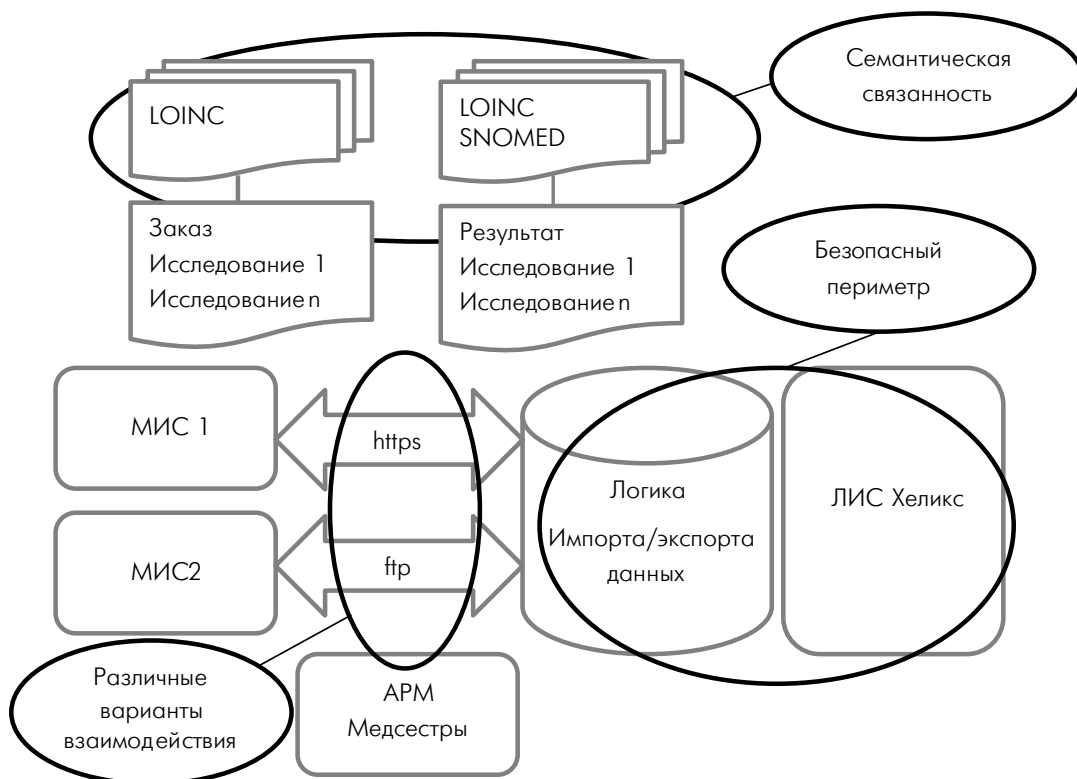 LOINC
LOINC
SNOMED
Семантическая
связанность
Заказ
Исследование 1
Исследование n
Результат
Исследование 1
Исследование n
Безопасный
периметр
МИС 1
https
МИС2
ftp
Логика
Импорта/экспорта
данных
ЛИС Хеликс
Различные
варианты
взаимодействия
АРМ
Медсестры